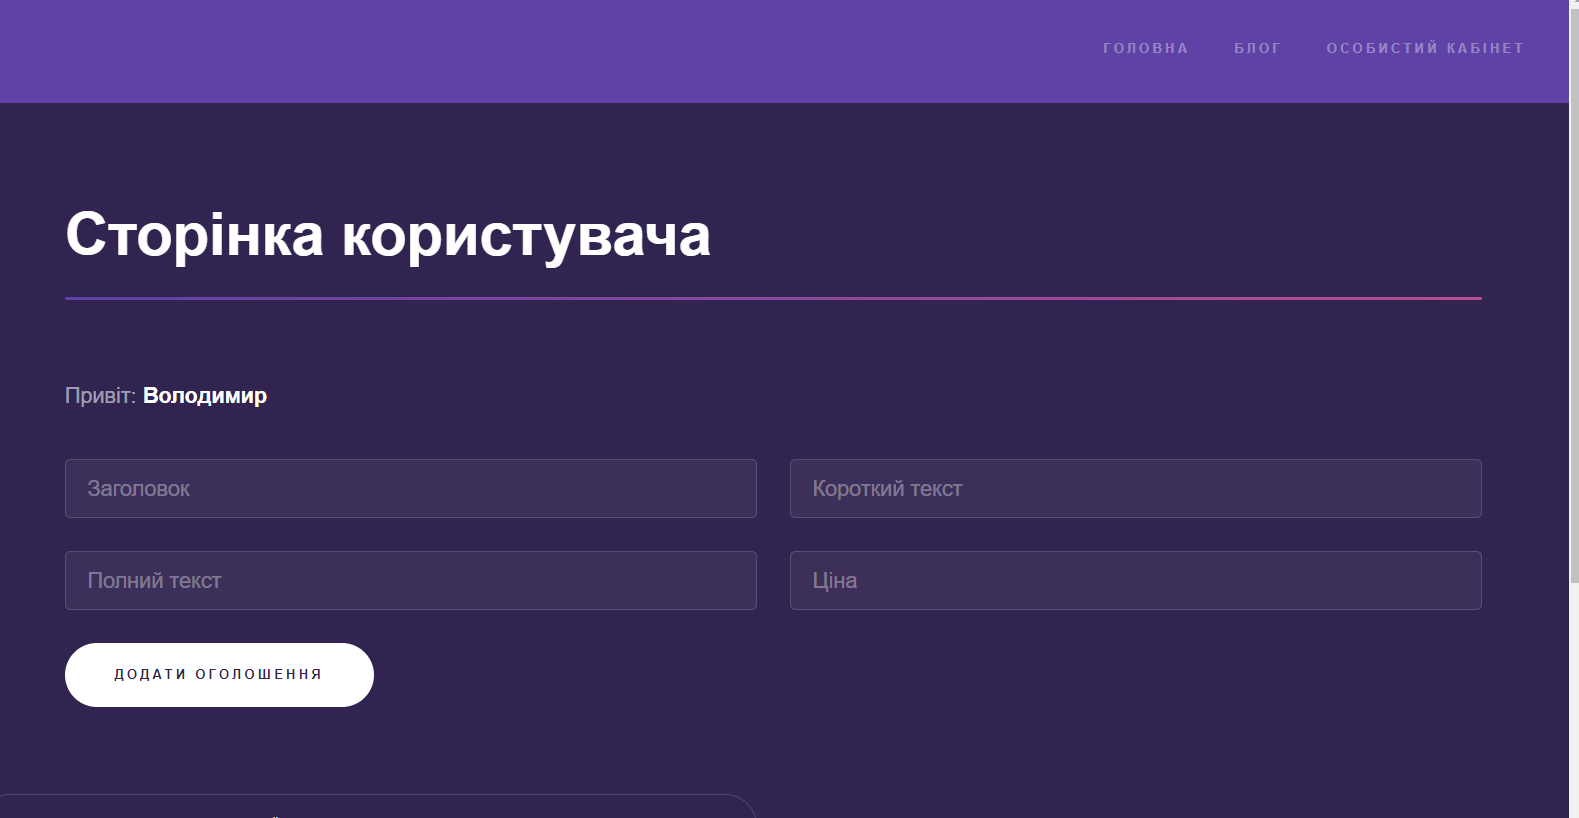 ГОЛОВНА БЛОГ ОСОБИСТИЙ КАБІНЕТ
Сторінка користувача
Привіт: Володимир
Заголовок Короткий текст
Полний текст Ціна
ДОДАТИ ОГОЛОШЕННЯ